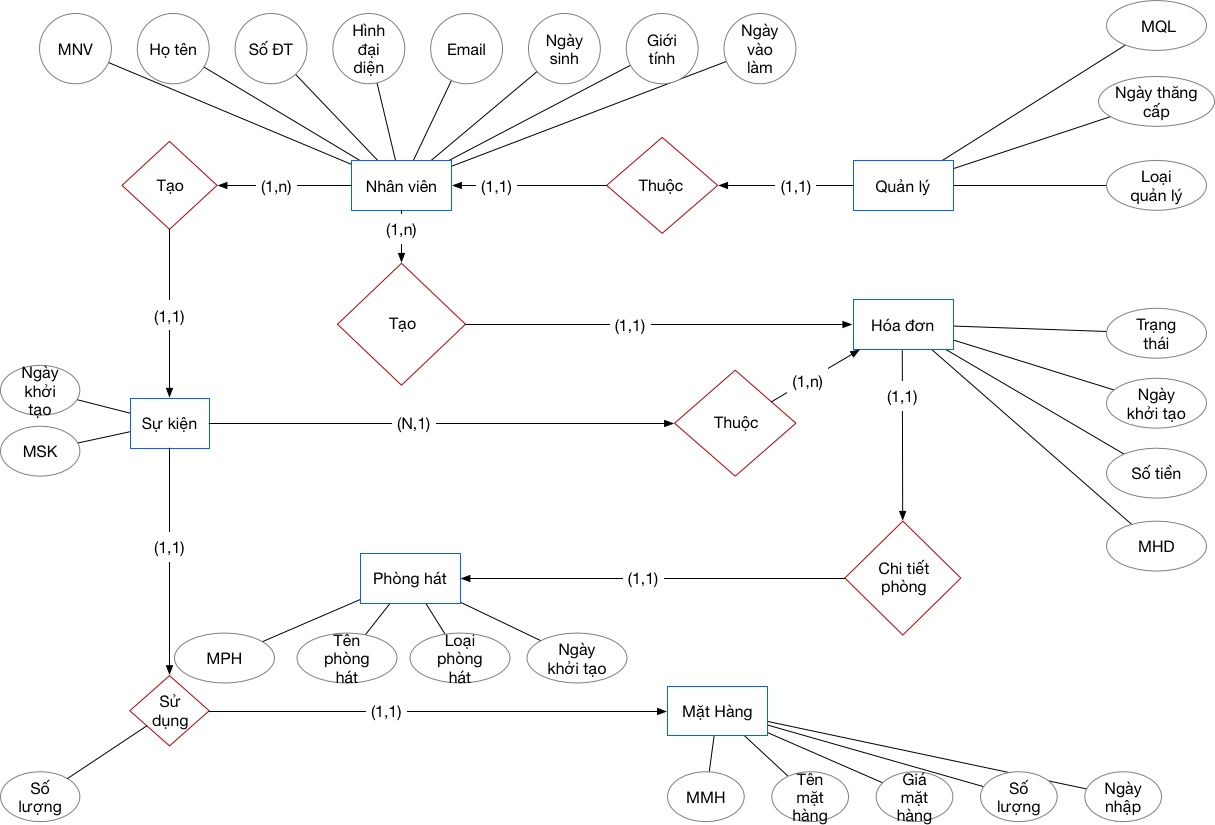 MNV
Họ tên
Số ĐT
Hình
đại
diện
Email
Ngày
sinh
Giới
tính
Ngày
vào
làm
MQL
Ngày thăng
cấp
Tạo
(1,n)
Nhân viên
(1,1)
Thuộc
(1,1)
Quản lý
Loại
quản lý
(1,n)
(1,1)
Tạo
(1,1)
Hóa đơn
Trạng
thái
Ngày
khởi
tạo
Sự kiện
MSK
(N,1)
Thuộc
(1,n)
(1,1)
Ngày
khởi tạo
Số tiền
MHD
(1,1)
Phòng hát
(1,1)
Chi tiết
phòng
MPH
Tên
phòng
hát
Loại
phòng
hát
Ngày
khởi tạo
Sử
dụng
(1,1)
Mặt Hàng
Số
lượng
MMH
Tên
mặt
hàng
Giá
mặt
hàng
Số
lượng
Ngày
nhập